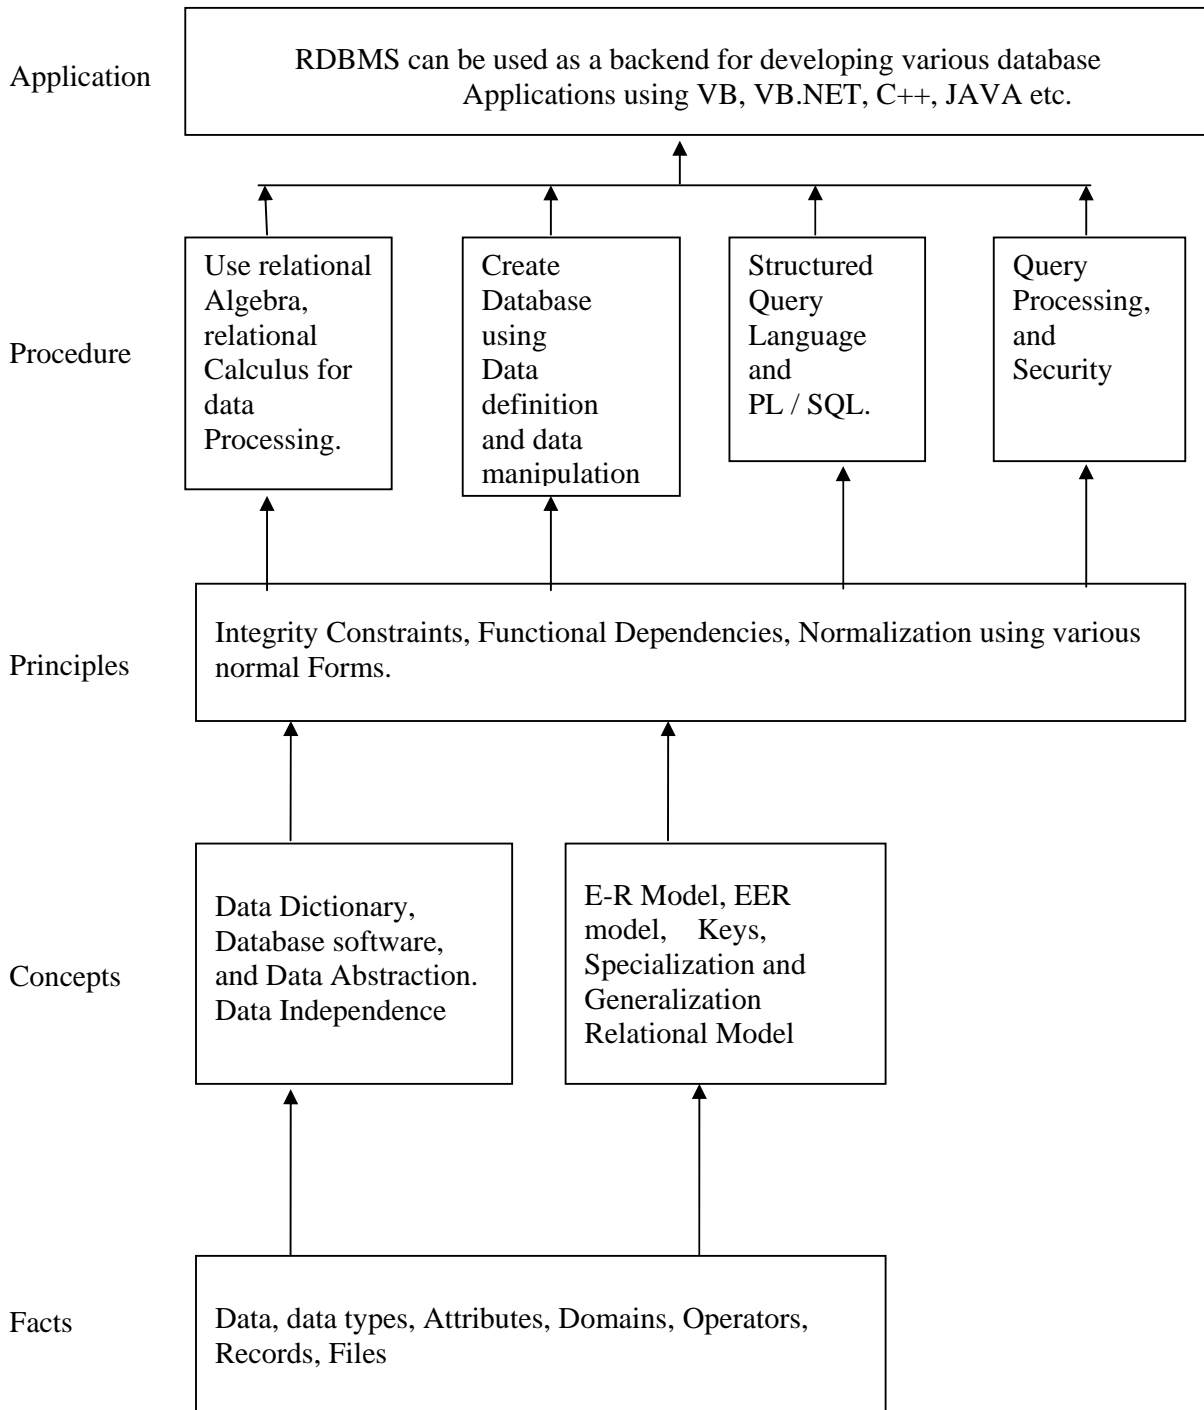 Application
RDBMS can be used as a backend for developing various database
Applications using VB, VB.NET, C++, JAVA etc.
Procedure
Use relational
Algebra,
relational
Calculus for
data
Processing.
Create
Database
using
Data
definition
and data
manipulation
Structured
Query
Language
and
PL / SQL.
Query
Processing,
and
Security
Principles
Integrity Constraints, Functional Dependencies, Normalization using various
normal Forms.
Concepts
Data Dictionary,
Database software,
and Data Abstraction.
Data Independence
E-R Model, EER
model, Keys,
Specialization and
Generalization
Relational Model
Facts
Data, data types, Attributes, Domains, Operators,
Records, Files